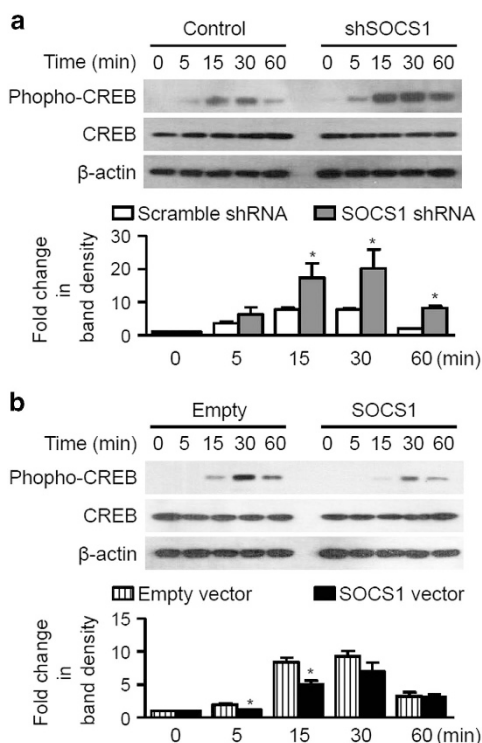 a
Control shSOCS1
Time (min) 0 5 15 30 60 0 5 15 30 60
Phopho-CREB
CREB
β-actin
Scramble shRNA SOCS1 shRNA
Fold change
in
band density
30
20
10
0
* * *
0 5 15 30 60 (min)
b
Empty SOCS1
Time (min) 0 5 15 30 60 0 5 15 30 60
Phopho-CREB
CREB
β-actin
Empty vector SOCS1 vector
Fold change
in
band density
15
10
5
0
* *
0 5 15 30 60 (min)